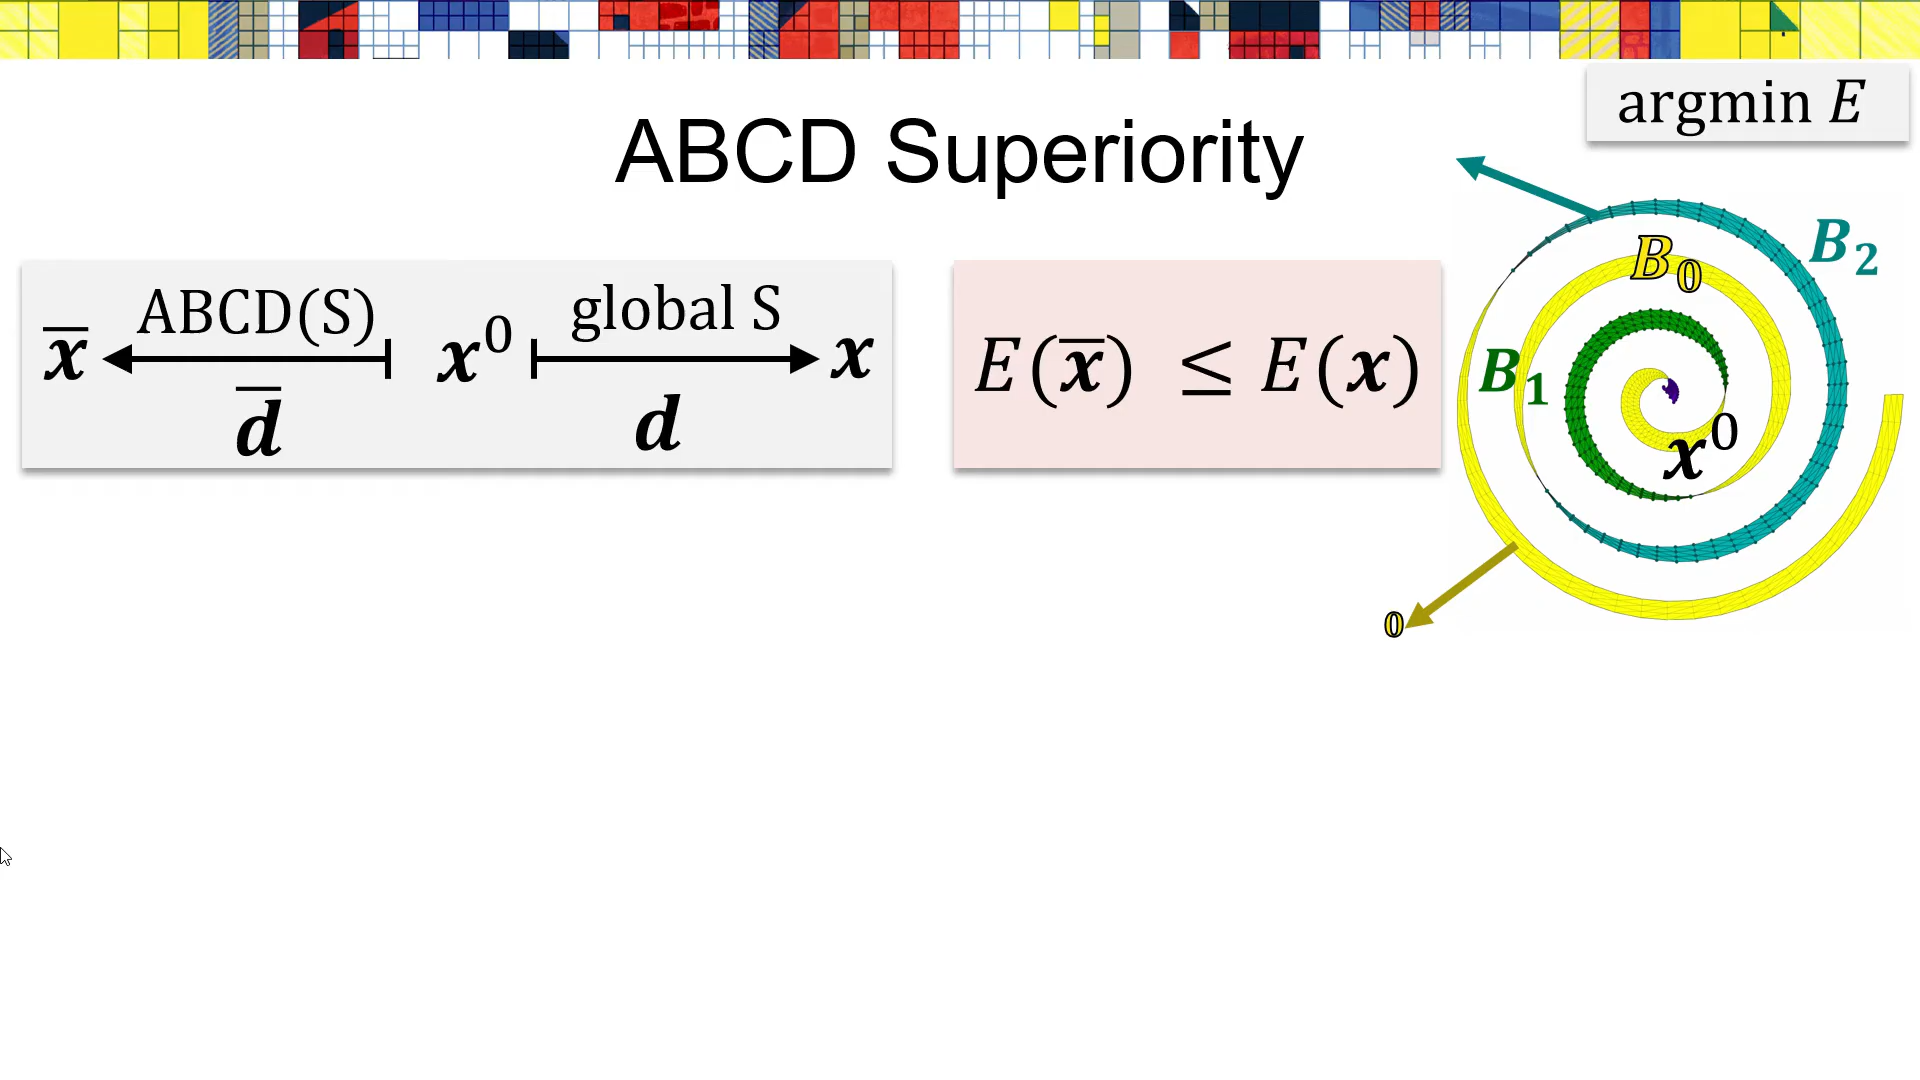 argmin E
ABCD Superiority
x̅ ABCD(S) x⁰ global S x
d̅ d
E(x̅) ≤ E(x)
B₀
B₁
B₂
x⁰
0